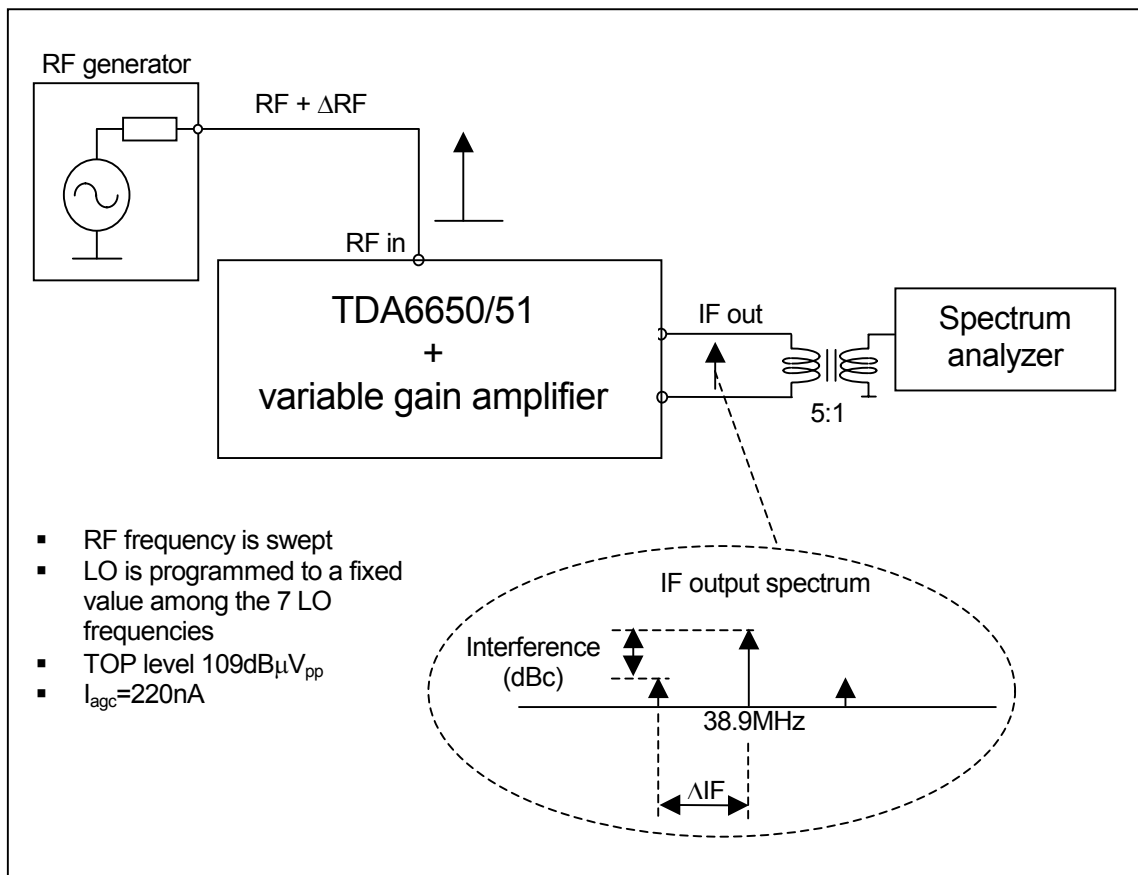 RF generator
RF + ΔRF
RF in
TDA6650/51
+
variable gain amplifier
IF out
5:1
Spectrum
analyzer
▪ RF frequency is swept
▪ LO is programmed to a fixed
value among the 7 LO
frequencies
▪ TOP level 109dBμVpp
▪ Iagc=220nA
IF output spectrum
Interference
(dBc)
38.9MHz
ΔIF